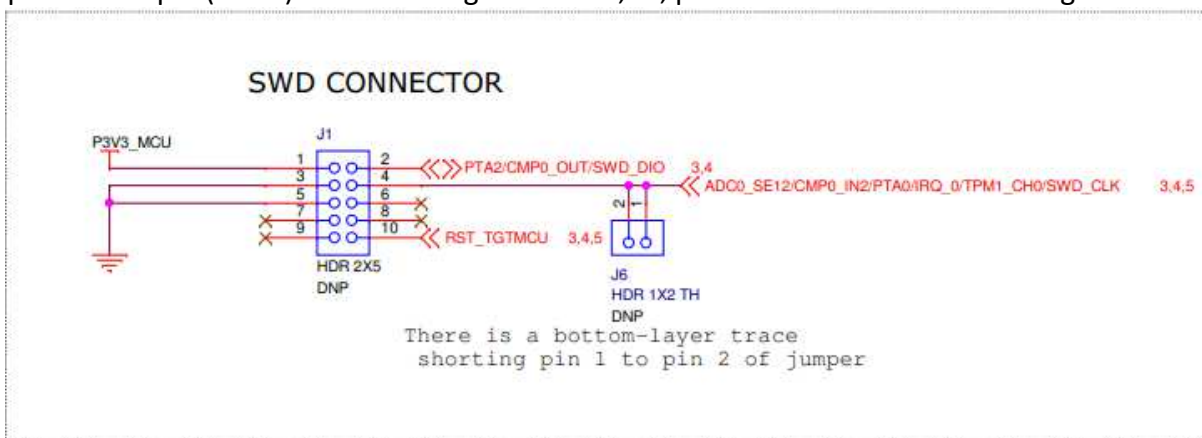 SWD CONNECTOR
P3V3_MCU
J1
1 2
3 4
5 6
7 8
9 10
PTA2/CMP0_OUT/SWD_DIO 3,4
ADC0_SE12/CMP0_IN2/PTA0/IRQ_0/TPM1_CH0/SWD_CLK 3,4,5
RST_TGTMCU 3,4,5
2 1
HDR 2X5
DNP
J6
HDR 1X2 TH
DNP
There is a bottom-layer trace
shorting pin 1 to pin 2 of jumper